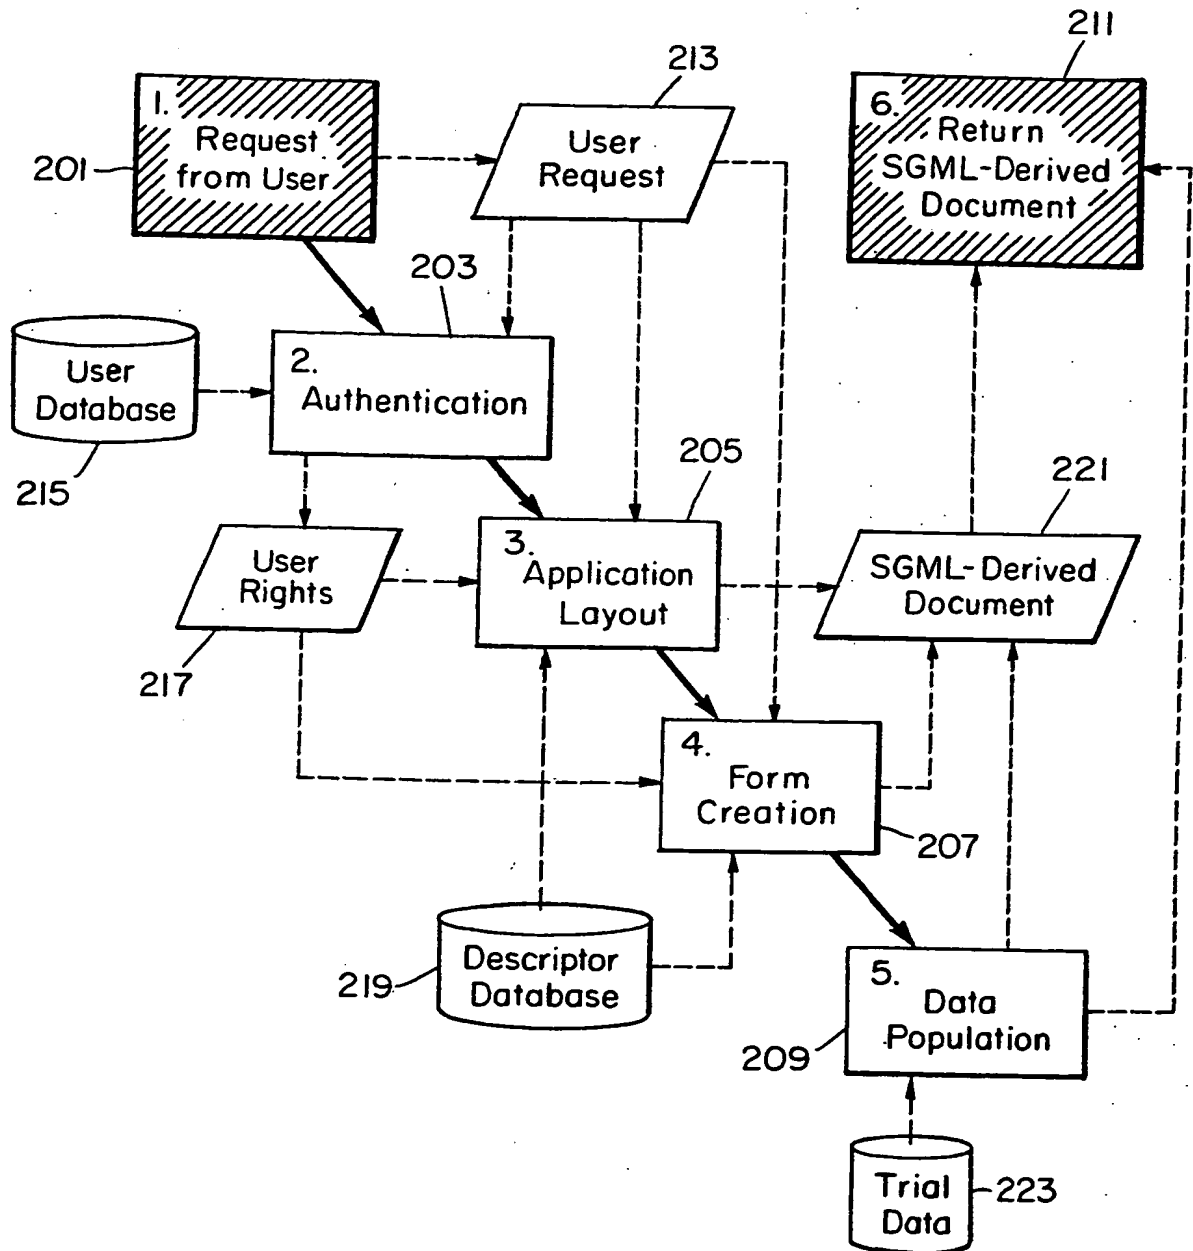 211
213
1.
Request
from User
201
User
Request
6.
Return
SGML-Derived
Document
203
User
Database
215
2.
Authentication
205
221
User
Rights
217
3.
Application
Layout
SGML-Derived
Document
4.
Form
Creation
207
Descriptor
Database
219
5.
Data
Population
209
Trial
Data
223